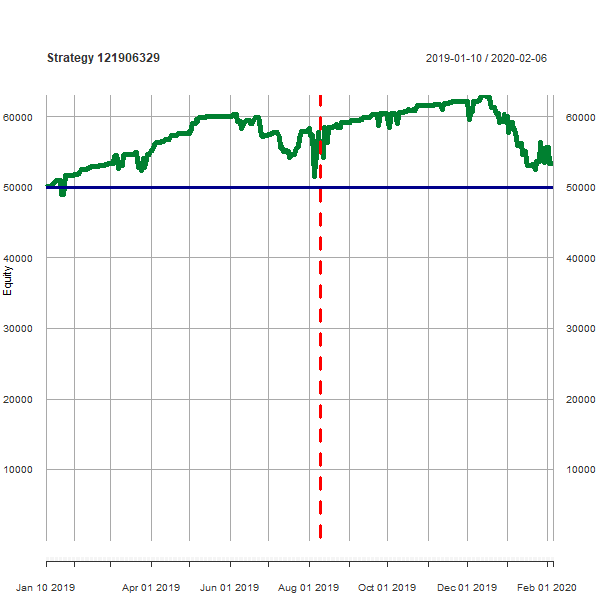 Strategy 121906329 2019-01-10 / 2020-02-06
60000 60000
50000 50000
40000 40000
Equity
30000 30000
20000 20000
10000 10000
Jan 10 2019 Apr 01 2019 Jun 01 2019 Aug 01 2019 Oct 01 2019 Dec 01 2019 Feb 01 2020